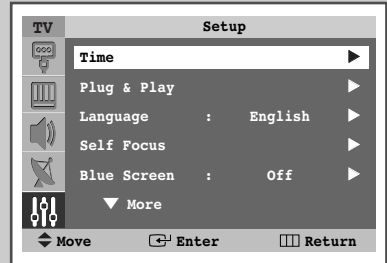 TV Setup
Time
Plug & Play
Language : English
Self Focus
Blue Screen : Off
More
Move Enter Return